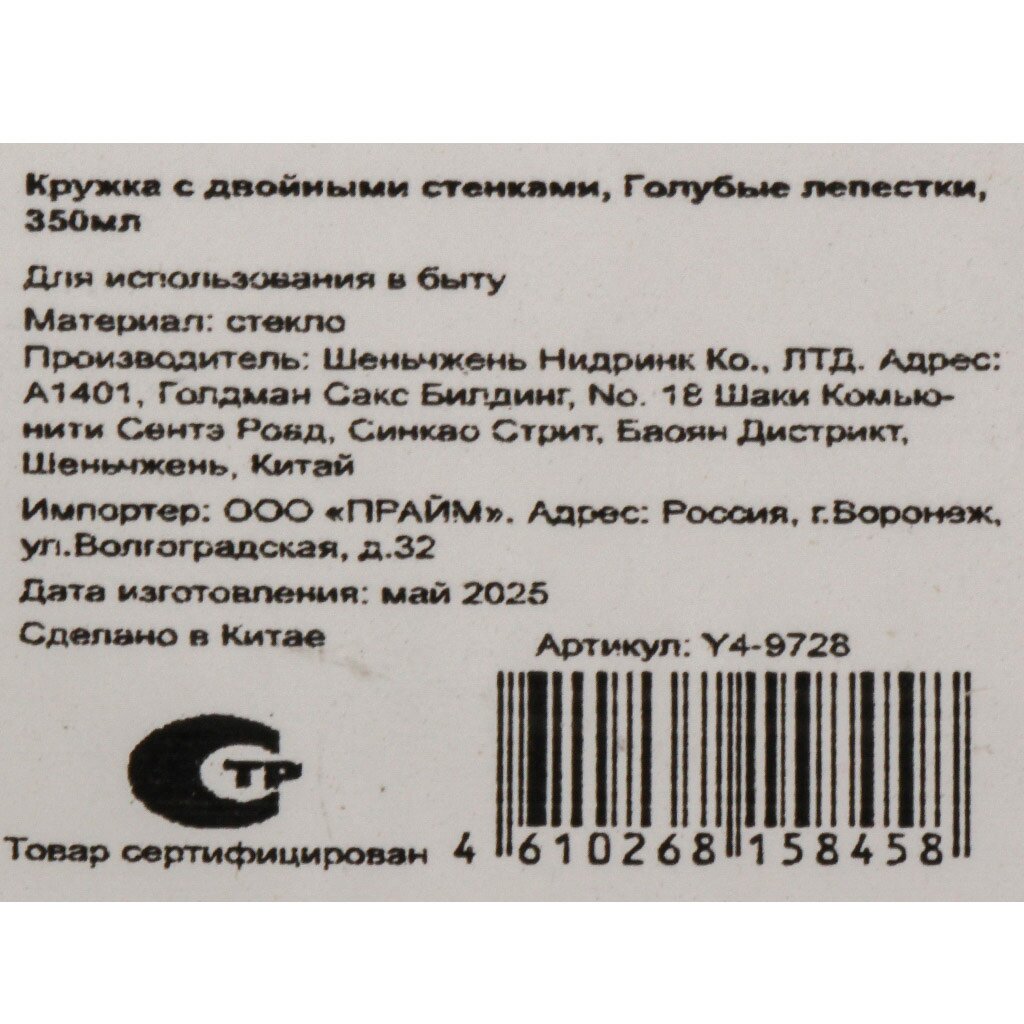 Кружка с двойными стенками, Голубые лепестки,
350мл
Для использования в быту
Материал: стекло
Производитель: Шеньчжень Нидринк Ко., ЛТД. Адрес:
А1401, Голдман Сакс Билдинг, No. 18 Шаки Комью-
нити Сентэ Роад, Синкао Стрит, Баоян Дистрикт,
Шеньчжень, Китай
Импортер: ООО «ПРАЙМ». Адрес: Россия, г.Воронеж,
ул.Волгоградская, д.32
Дата изготовления: май 2025
Сделано в Китае
Артикул: Y4-9728
СТР
Товар сертифицирован
4 610268 158458